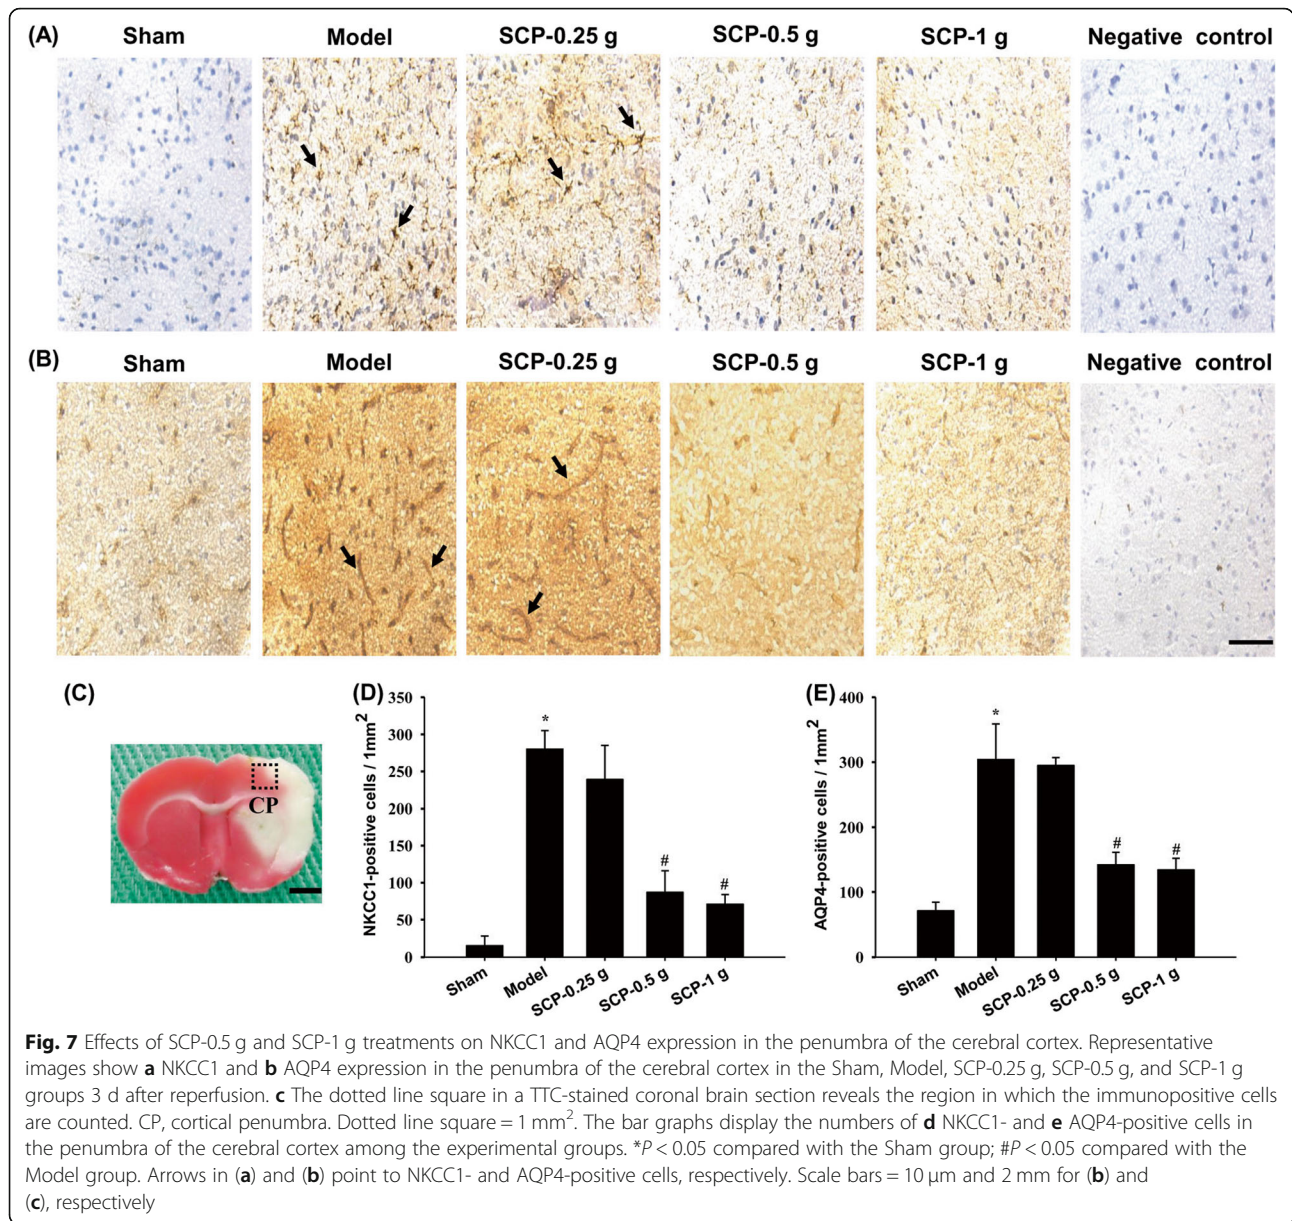 (A)
Sham Model SCP-0.25 g SCP-0.5 g SCP-1 g Negative control
(B)
Sham Model SCP-0.25 g SCP-0.5 g SCP-1 g Negative control
(C)
CP
(D)
NKCC1-positive cells / 1mm²
350
300
250
200
150
100
50
0
*
#
#
Sham Model SCP-0.25 g SCP-0.5 g SCP-1 g
(E)
AQP4-positive cells / 1mm²
400
300
200
100
0
*
#
#
Sham Model SCP-0.25 g SCP-0.5 g SCP-1 g
Fig. 7 Effects of SCP-0.5 g and SCP-1 g treatments on NKCC1 and AQP4 expression in the penumbra of the cerebral cortex. Representative
images show a NKCC1 and b AQP4 expression in the penumbra of the cerebral cortex in the Sham, Model, SCP-0.25 g, SCP-0.5 g, and SCP-1 g
groups 3 d after reperfusion. c The dotted line square in a TTC-stained coronal brain section reveals the region in which the immunopositive cells
are counted. CP, cortical penumbra. Dotted line square = 1 mm². The bar graphs display the numbers of d NKCC1- and e AQP4-positive cells in
the penumbra of the cerebral cortex among the experimental groups. *P < 0.05 compared with the Sham group; #P < 0.05 compared with the
Model group. Arrows in (a) and (b) point to NKCC1- and AQP4-positive cells, respectively. Scale bars = 10 μm and 2 mm for (b) and
(c), respectively